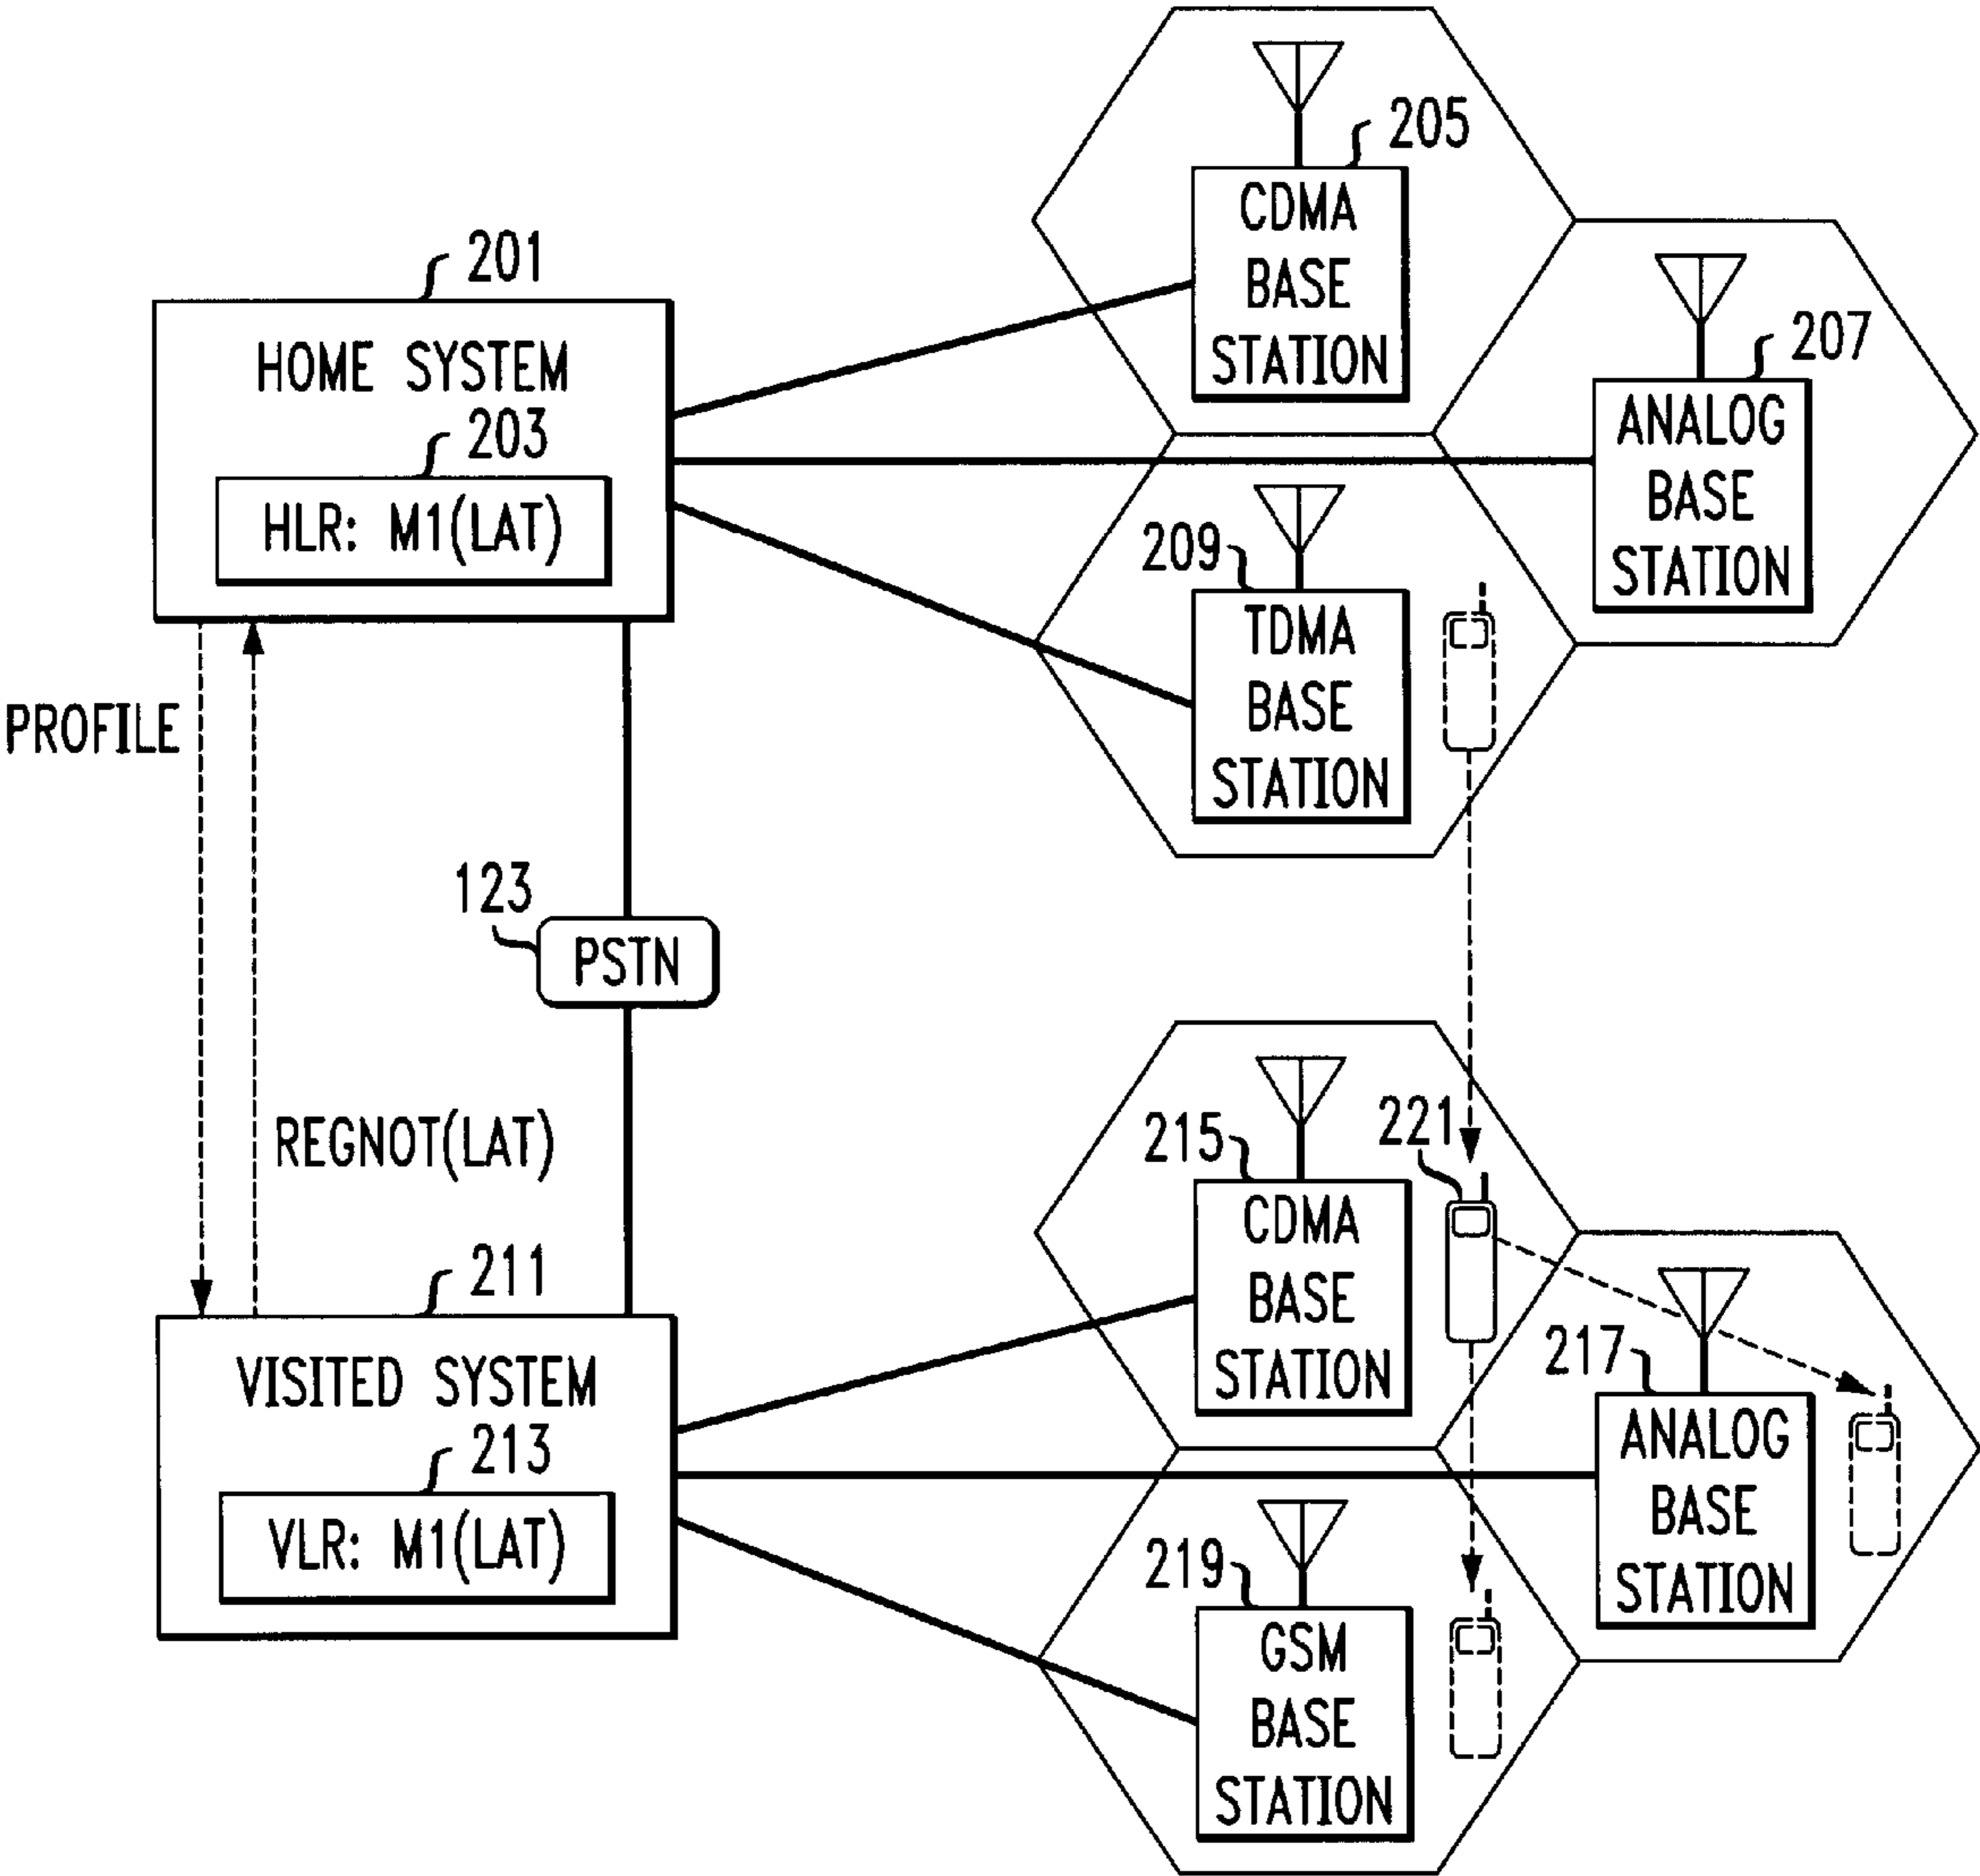 205
CDMA
BASE
STATION
201
HOME SYSTEM
203
HLR: M1(LAT)
207
ANALOG
BASE
STATION
209
TDMA
BASE
STATION
PROFILE
123
PSTN
REGNOT(LAT)
215
CDMA
BASE
STATION
221
211
VISITED SYSTEM
213
VLR: M1(LAT)
217
ANALOG
BASE
STATION
219
GSM
BASE
STATION